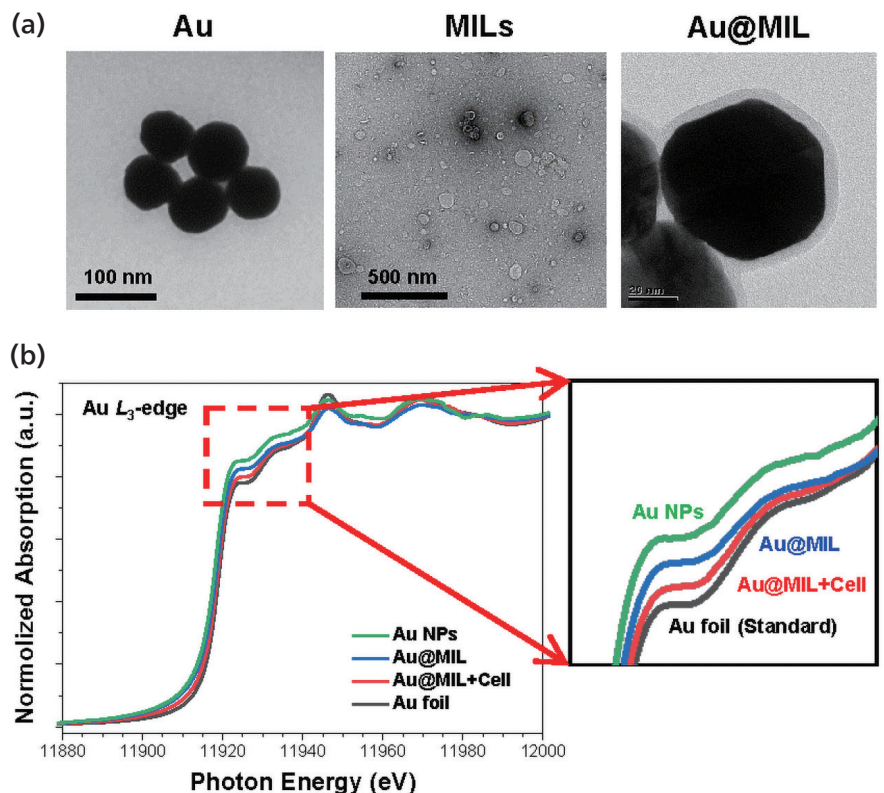 (a)
Au
MILs
Au@MIL
100 nm
500 nm
20 nm
(b)
Au L3-edge
Normolized Absorption (a.u.)
Au NPs
Au@MIL
Au@MIL+Cell
Au foil
11880 11900 11920 11940 11960 11980 12000
Photon Energy (eV)
Au NPs
Au@MIL
Au@MIL+Cell
Au foil (Standard)